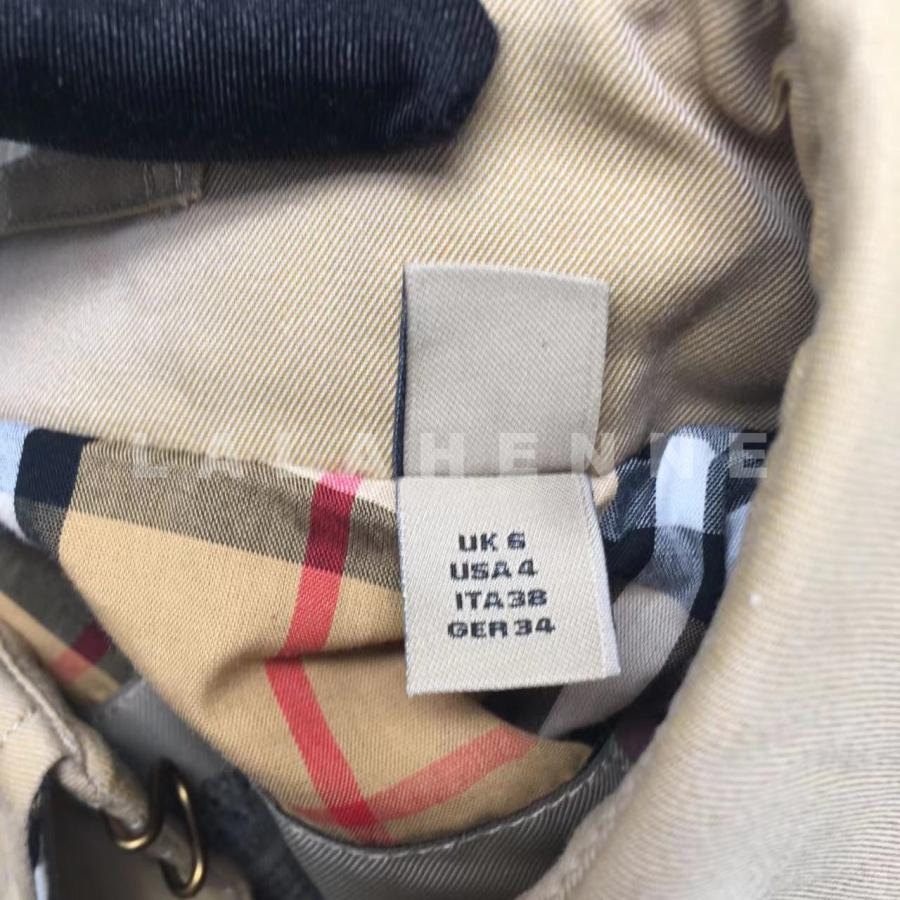 LALAHENNE
UK 6
USA 4
ITA 38
GER 34